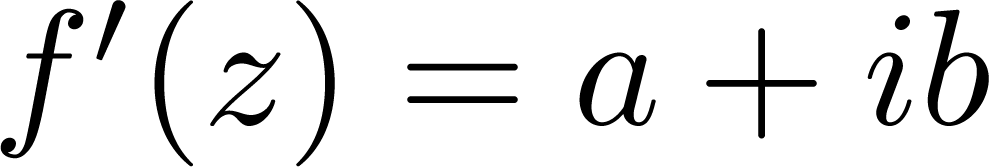 f′(z) = a + ib